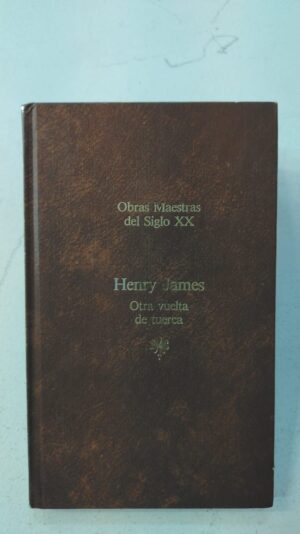 Obras Maestras
del Siglo XX
Henry James
Otra vuelta
de tuerca